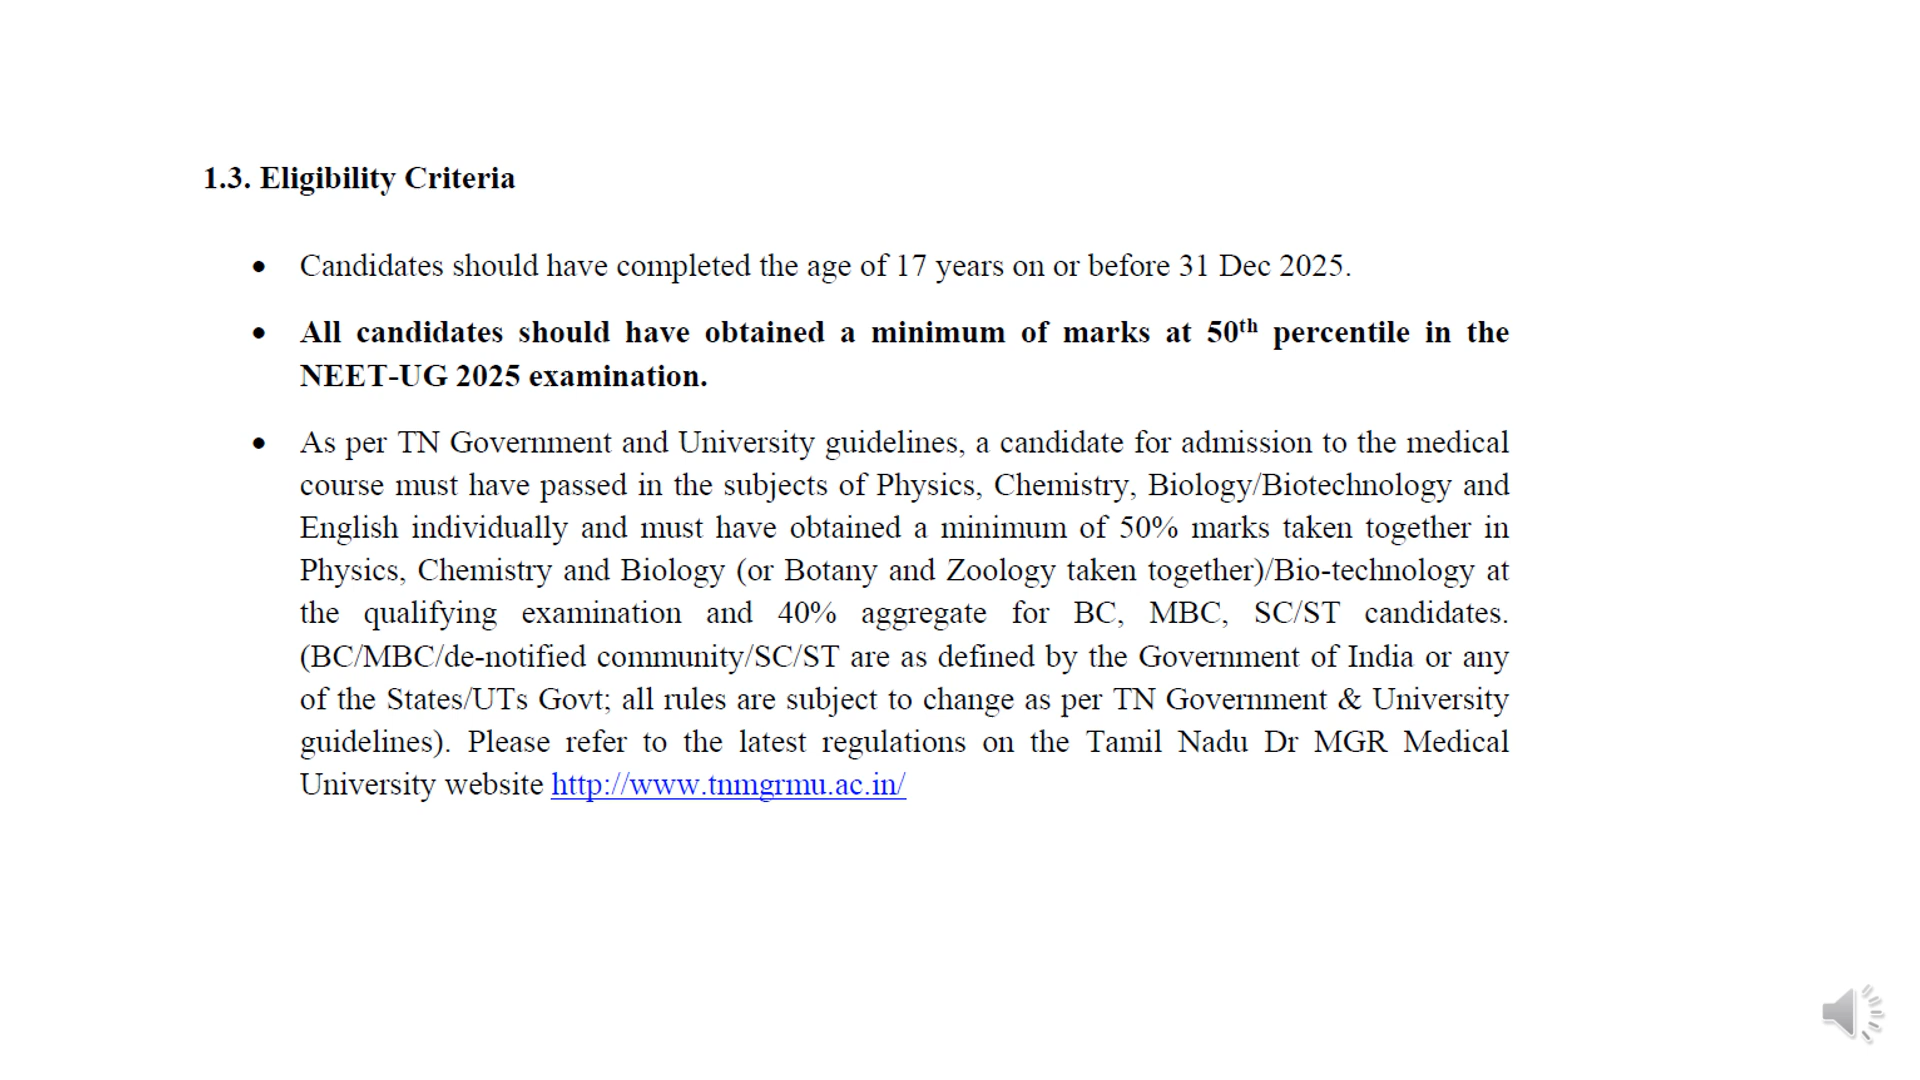 1.3. Eligibility Criteria
• Candidates should have completed the age of 17 years on or before 31 Dec 2025.
• All candidates should have obtained a minimum of marks at 50th percentile in the
NEET-UG 2025 examination.
• As per TN Government and University guidelines, a candidate for admission to the medical
course must have passed in the subjects of Physics, Chemistry, Biology/Biotechnology and
English individually and must have obtained a minimum of 50% marks taken together in
Physics, Chemistry and Biology (or Botany and Zoology taken together)/Bio-technology at
the qualifying examination and 40% aggregate for BC, MBC, SC/ST candidates.
(BC/MBC/de-notified community/SC/ST are as defined by the Government of India or any
of the States/UTs Govt; all rules are subject to change as per TN Government & University
guidelines). Please refer to the latest regulations on the Tamil Nadu Dr MGR Medical
University website http://www.tnmgrmu.ac.in/